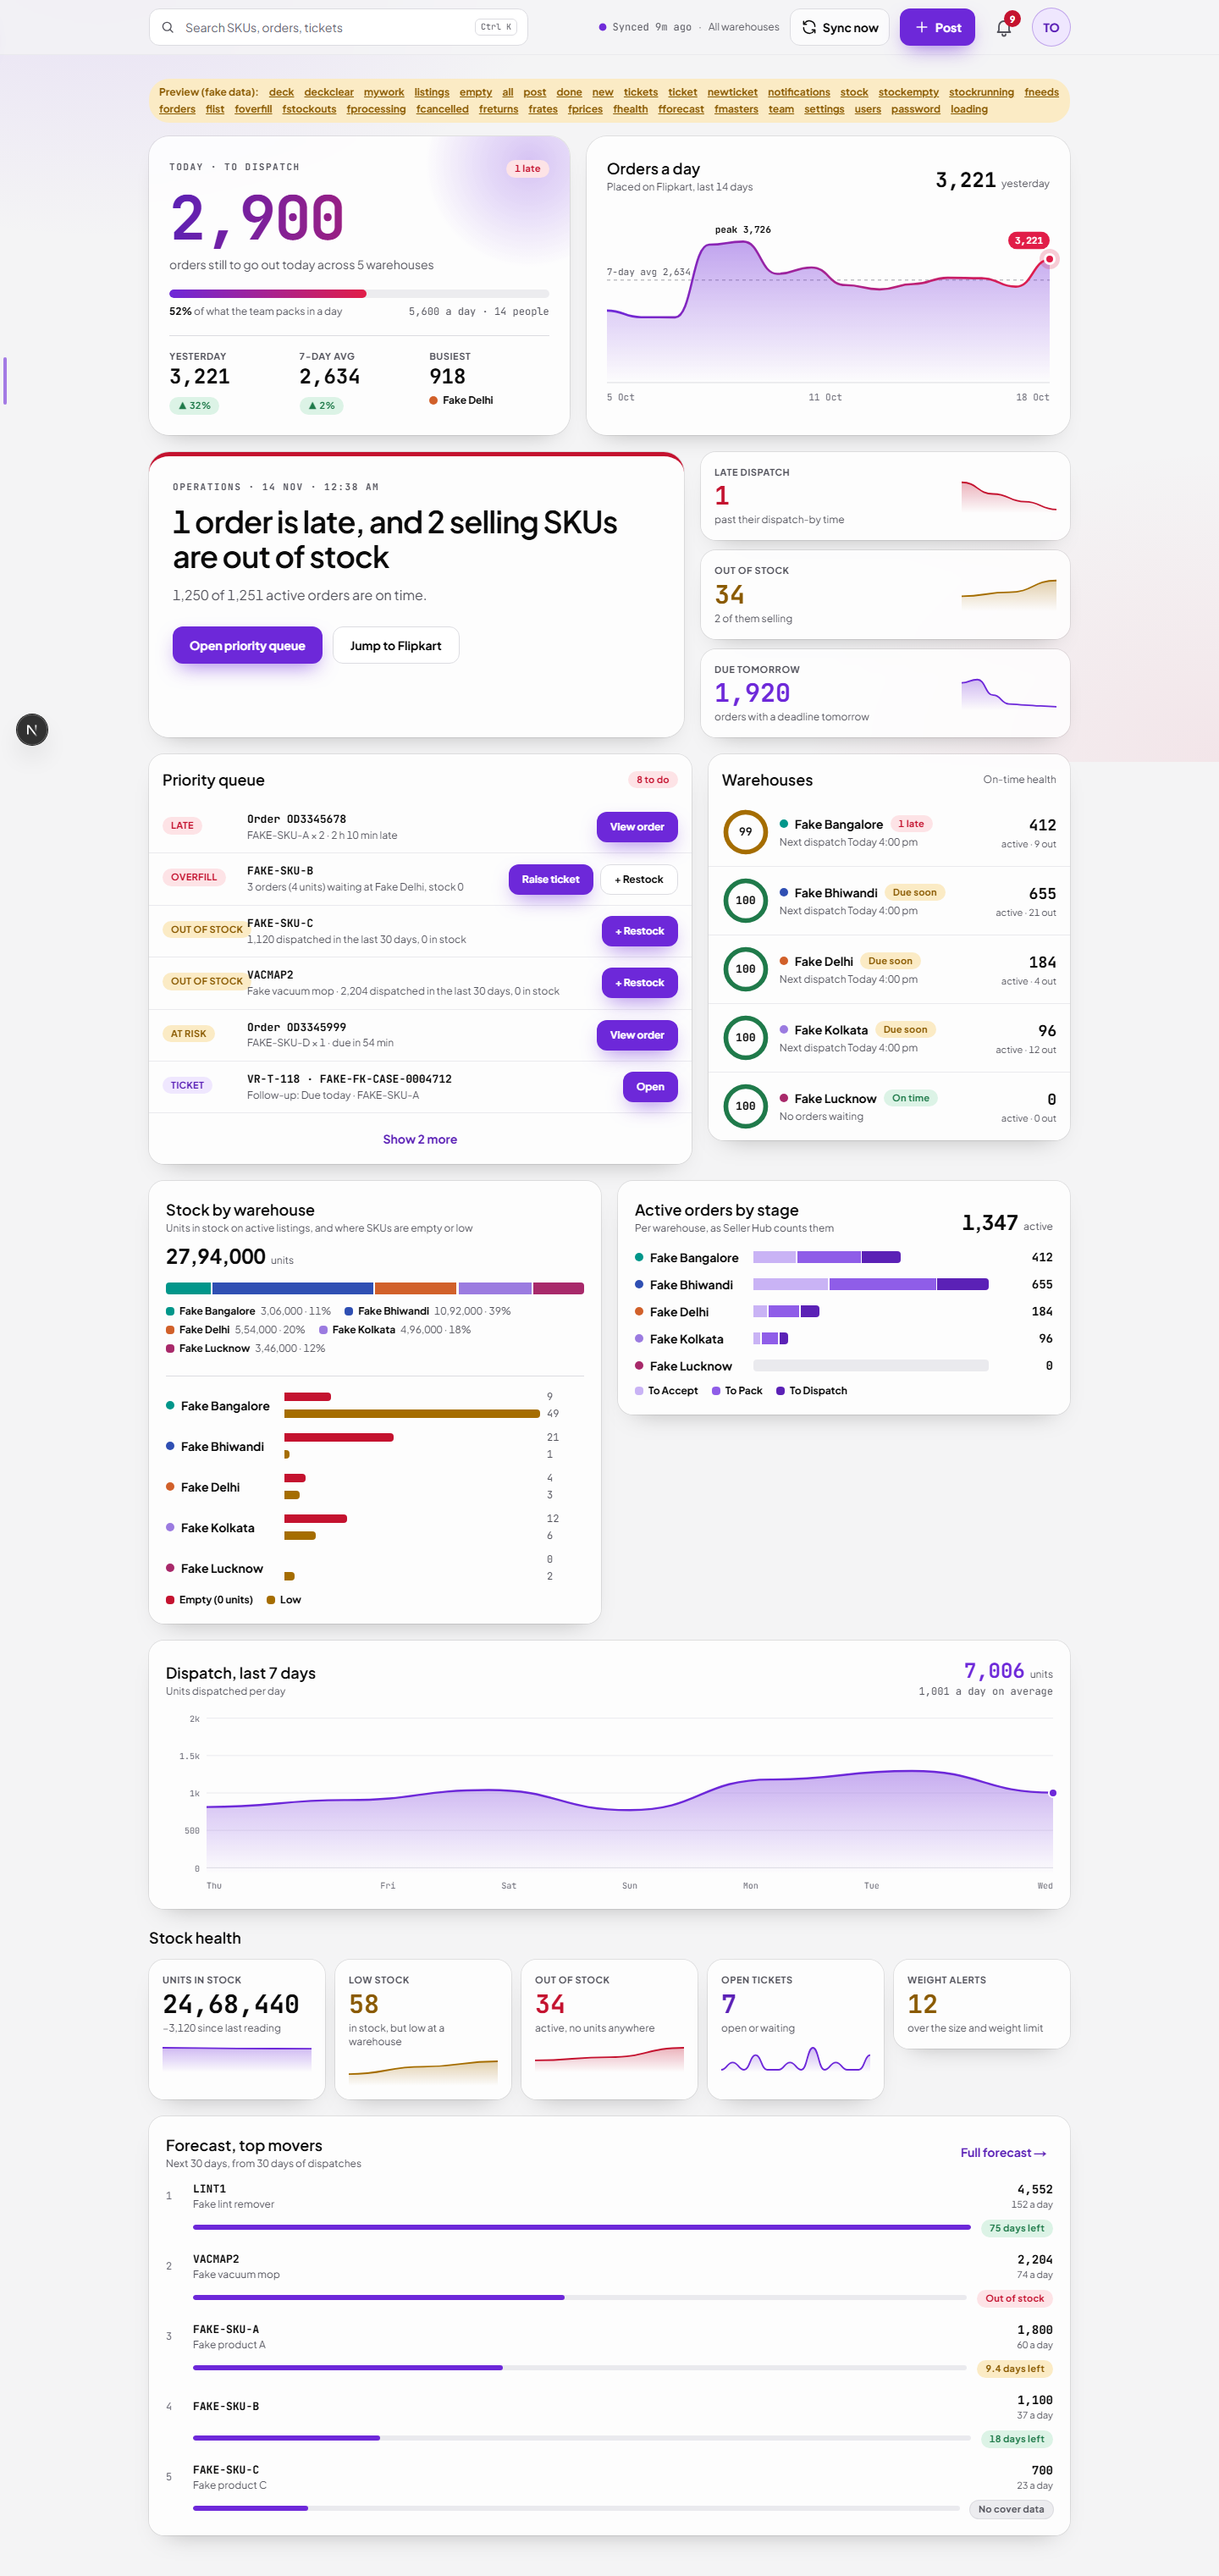 Search SKUs, orders, tickets
Ctrl K
Synced 9m ago · All warehouses
Sync now
+ Post
9
TO
Preview (fake data): deck deckclear mywork listings empty all post done new tickets ticket newticket notifications stock stockempty stockrunning fneeds
forders flist foverfill fstockouts fprocessing fcancelled freturns frates fprices fhealth fforecast fmasters team settings users password loading
TODAY · TO DISPATCH
1 late
2,900
orders still to go out today across 5 warehouses
52% of what the team packs in a day
5,600 a day · 14 people
YESTERDAY
3,221
▲ 32%
7-DAY AVG
2,634
▲ 2%
BUSIEST
918
Fake Delhi
Orders a day
Placed on Flipkart, last 14 days
3,221 yesterday
peak 3,726
3,221
7-day avg 2,634
5 Oct
11 Oct
18 Oct
OPERATIONS · 14 NOV · 12:38 AM
1 order is late, and 2 selling SKUs
are out of stock
1,250 of 1,251 active orders are on time.
Open priority queue
Jump to Flipkart
LATE DISPATCH
1
past their dispatch-by time
OUT OF STOCK
34
2 of them selling
DUE TOMORROW
1,920
orders with a deadline tomorrow
N
Priority queue
8 to do
LATE
Order OD3345678
FAKE-SKU-A × 2 · 2 h 10 min late
View order
OVERFILL
FAKE-SKU-B
3 orders (4 units) waiting at Fake Delhi, stock 0
Raise ticket
+ Restock
OUT OF STOCK
FAKE-SKU-C
1,120 dispatched in the last 30 days, 0 in stock
+ Restock
OUT OF STOCK
VACMAP2
Fake vacuum mop · 2,204 dispatched in the last 30 days, 0 in stock
+ Restock
AT RISK
Order OD3345999
FAKE-SKU-D × 1 · due in 54 min
View order
TICKET
VR-T-118 · FAKE-FK-CASE-0004712
Follow-up: Due today · FAKE-SKU-A
Open
Show 2 more
Warehouses
On-time health
99
Fake Bangalore
1 late
Next dispatch Today 4:00 pm
412
active · 9 out
100
Fake Bhiwandi
Due soon
Next dispatch Today 4:00 pm
655
active · 21 out
100
Fake Delhi
Due soon
Next dispatch Today 4:00 pm
184
active · 4 out
100
Fake Kolkata
Due soon
Next dispatch Today 4:00 pm
96
active · 12 out
100
Fake Lucknow
On time
No orders waiting
0
active · 0 out
Stock by warehouse
Units in stock on active listings, and where SKUs are empty or low
27,94,000 units
Fake Bangalore 3,06,000 · 11%
Fake Bhiwandi 10,92,000 · 39%
Fake Delhi 5,54,000 · 20%
Fake Kolkata 4,96,000 · 18%
Fake Lucknow 3,46,000 · 12%
Fake Bangalore
9
49
Fake Bhiwandi
21
1
Fake Delhi
4
3
Fake Kolkata
12
6
Fake Lucknow
0
2
Empty (0 units)
Low
Active orders by stage
Per warehouse, as Seller Hub counts them
1,347 active
Fake Bangalore
412
Fake Bhiwandi
655
Fake Delhi
184
Fake Kolkata
96
Fake Lucknow
0
To Accept
To Pack
To Dispatch
Dispatch, last 7 days
Units dispatched per day
7,006 units
1,001 a day on average
2k
1.5k
1k
500
0
Thu
Fri
Sat
Sun
Mon
Tue
Wed
Stock health
UNITS IN STOCK
24,68,440
−3,120 since last reading
LOW STOCK
58
in stock, but low at a
warehouse
OUT OF STOCK
34
active, no units anywhere
OPEN TICKETS
7
open or waiting
WEIGHT ALERTS
12
over the size and weight limit
Forecast, top movers
Next 30 days, from 30 days of dispatches
Full forecast →
1
LINT1
Fake lint remover
4,552
152 a day
75 days left
2
VACMAP2
Fake vacuum mop
2,204
74 a day
Out of stock
3
FAKE-SKU-A
Fake product A
1,800
60 a day
9.4 days left
4
FAKE-SKU-B
1,100
37 a day
18 days left
5
FAKE-SKU-C
Fake product C
700
23 a day
No cover data